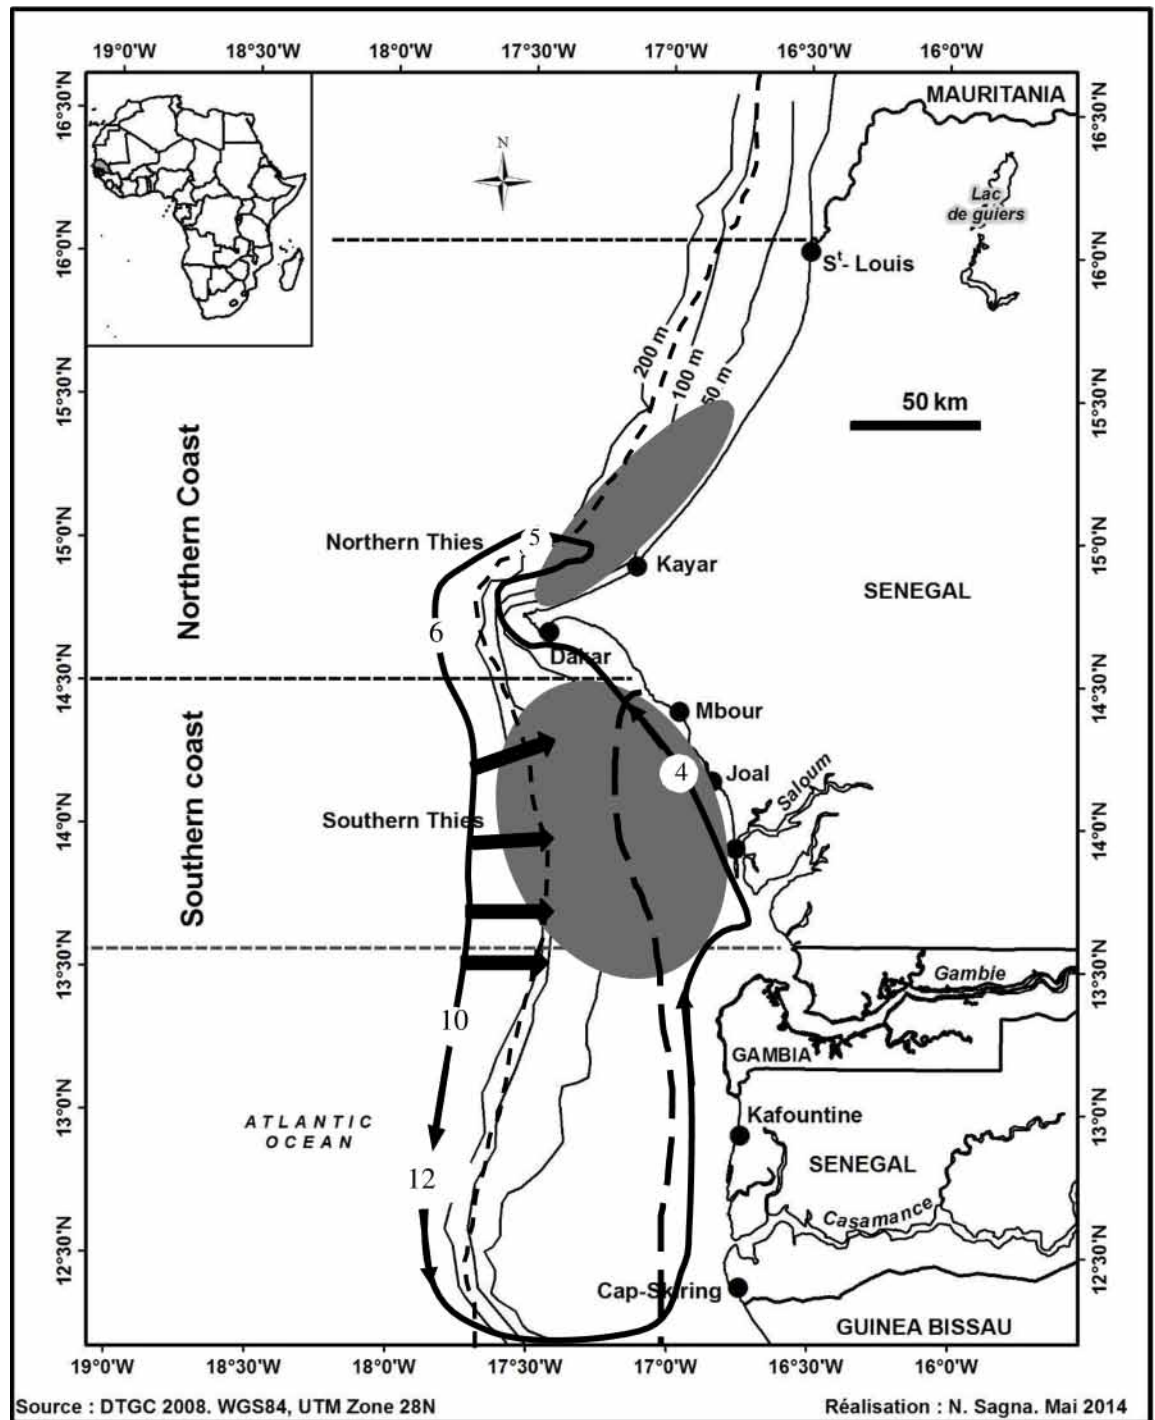 19°0'W 18°30'W 18°0'W 17°30'W 17°0'W 16°30'W 16°0'W
16°30'N
16°30'N
MAURITANIA
N
Lac
de guiers
16°0'N
16°0'N
Sᵗ- Louis
200 m
100 m
50 m
15°30'N
15°30'N
50 km
Northern Coast
15°0'N
15°0'N
Northern Thies
5
Kayar
SENEGAL
6
Dakar
14°30'N
14°30'N
Mbour
4
Joal
Saloum
Southern coast
14°0'N
14°0'N
Southern Thies
13°30'N
13°30'N
Gambie
10
GAMBIA
ATLANTIC
OCEAN
13°0'N
13°0'N
Kafountine
SENEGAL
12
Casamance
12°30'N
12°30'N
Cap-Skiring
GUINEA BISSAU
19°0'W 18°30'W 18°0'W 17°30'W 17°0'W 16°30'W 16°0'W
Source : DTGC 2008. WGS84, UTM Zone 28N
Réalisation : N. Sagna. Mai 2014